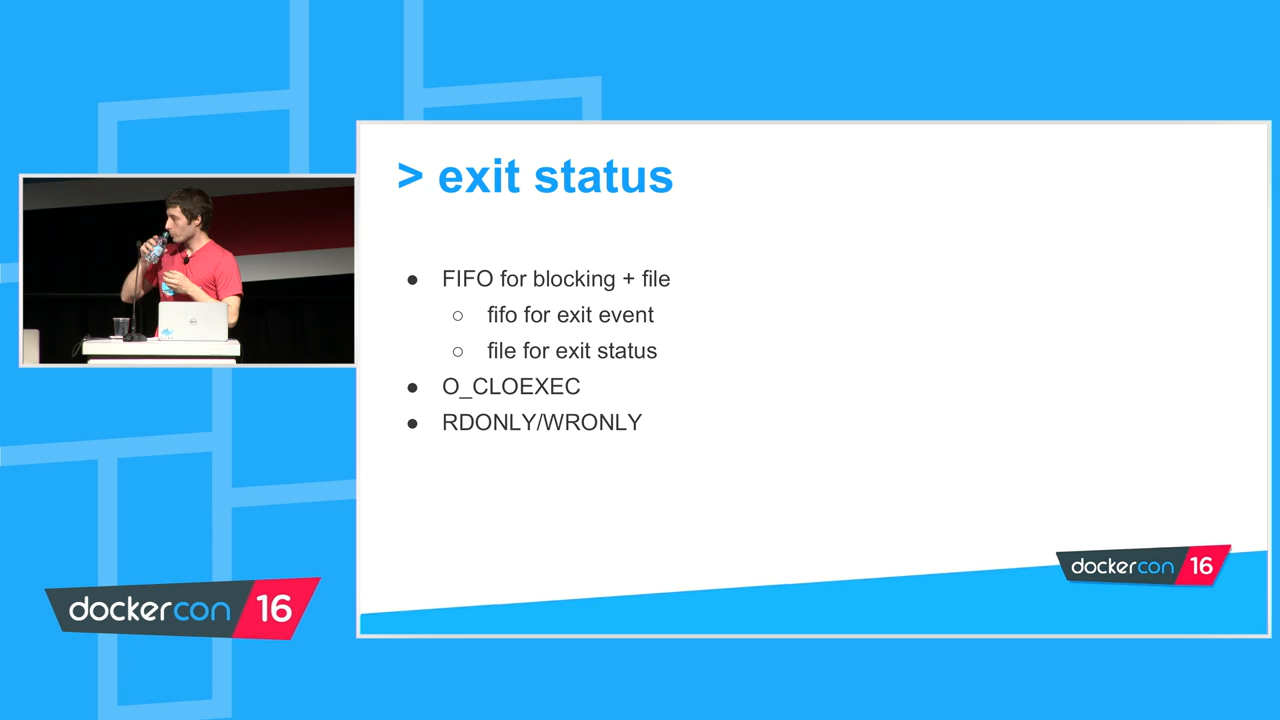 > exit status
● FIFO for blocking + file
○ fifo for exit event
○ file for exit status
● O_CLOEXEC
● RDONLY/WRONLY
dockercon 16
dockercon 16